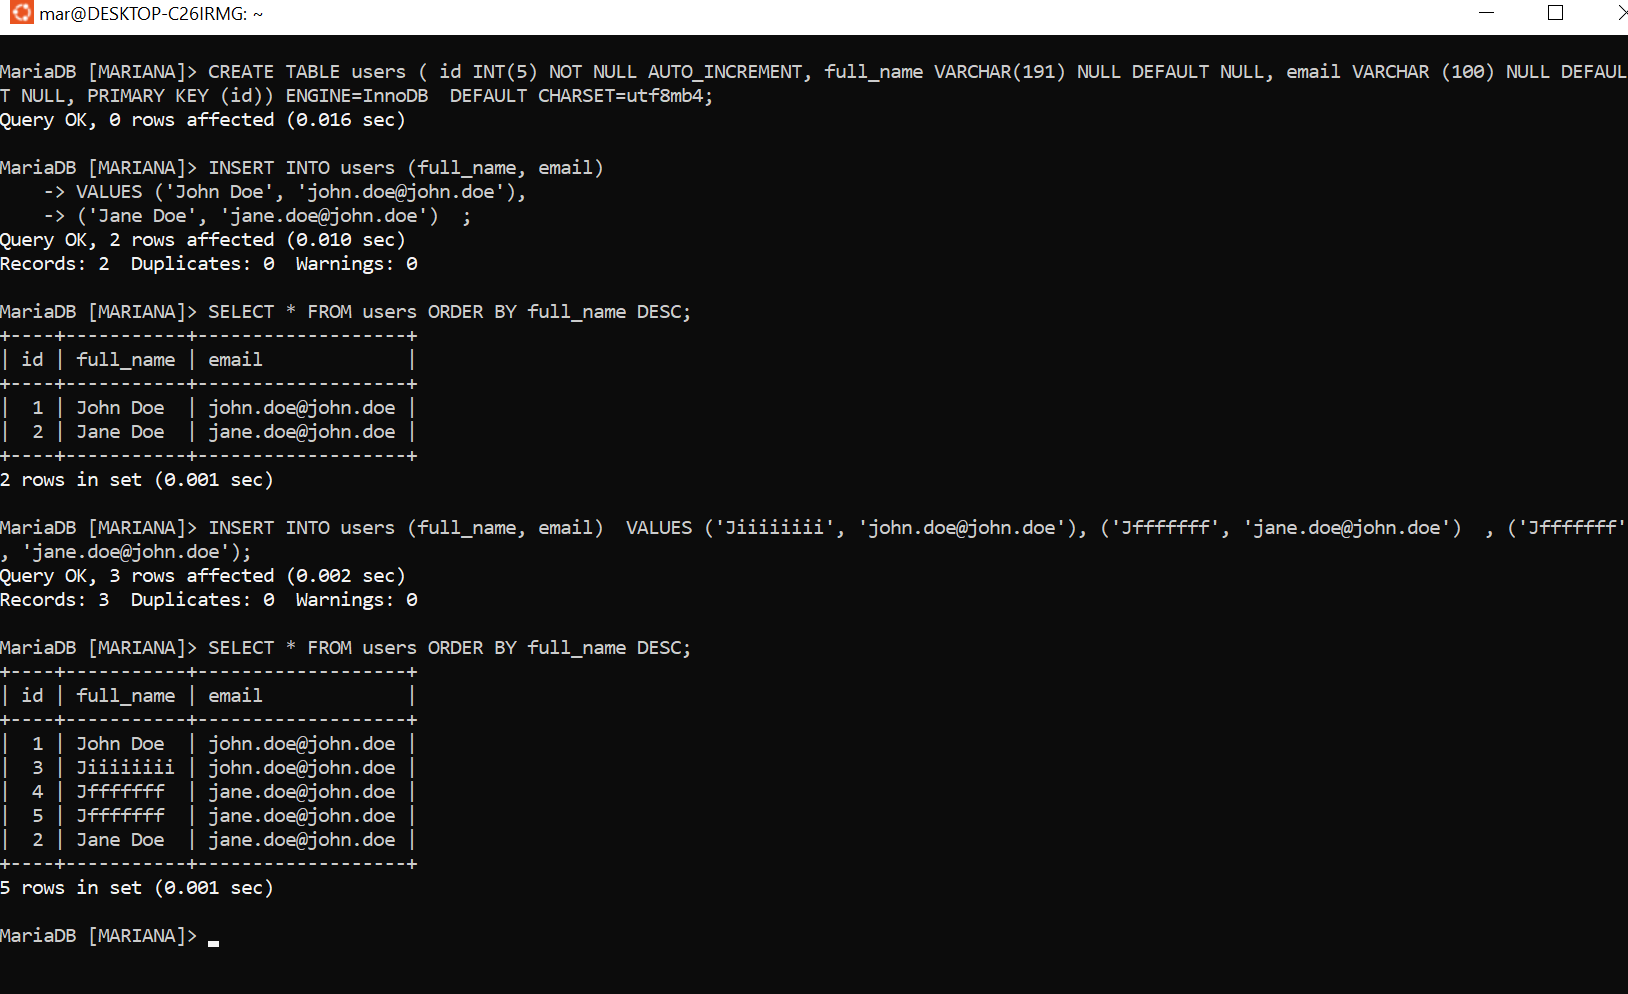 mar@DESKTOP-C26IRMG: ~
MariaDB [MARIANA]> CREATE TABLE users ( id INT(5) NOT NULL AUTO_INCREMENT, full_name VARCHAR(191) NULL DEFAULT NULL, email VARCHAR (100) NULL DEFAUL
T NULL, PRIMARY KEY (id)) ENGINE=InnoDB  DEFAULT CHARSET=utf8mb4;
Query OK, 0 rows affected (0.016 sec)
MariaDB [MARIANA]> INSERT INTO users (full_name, email)
    -> VALUES ('John Doe', 'john.doe@john.doe'),
    -> ('Jane Doe', 'jane.doe@john.doe')  ;
Query OK, 2 rows affected (0.010 sec)
Records: 2  Duplicates: 0  Warnings: 0
MariaDB [MARIANA]> SELECT * FROM users ORDER BY full_name DESC;
+----+-----------+-------------------+
| id | full_name | email             |
+----+-----------+-------------------+
|  1 | John Doe  | john.doe@john.doe |
|  2 | Jane Doe  | jane.doe@john.doe |
+----+-----------+-------------------+
2 rows in set (0.001 sec)
MariaDB [MARIANA]> INSERT INTO users (full_name, email)  VALUES ('Jiiiiiiii', 'john.doe@john.doe'), ('Jfffffff', 'jane.doe@john.doe')  , ('Jfffffff'
, 'jane.doe@john.doe');
Query OK, 3 rows affected (0.002 sec)
Records: 3  Duplicates: 0  Warnings: 0
MariaDB [MARIANA]> SELECT * FROM users ORDER BY full_name DESC;
+----+-----------+-------------------+
| id | full_name | email             |
+----+-----------+-------------------+
|  1 | John Doe  | john.doe@john.doe |
|  3 | Jiiiiiiii | john.doe@john.doe |
|  4 | Jfffffff  | jane.doe@john.doe |
|  5 | Jfffffff  | jane.doe@john.doe |
|  2 | Jane Doe  | jane.doe@john.doe |
+----+-----------+-------------------+
5 rows in set (0.001 sec)
MariaDB [MARIANA]>